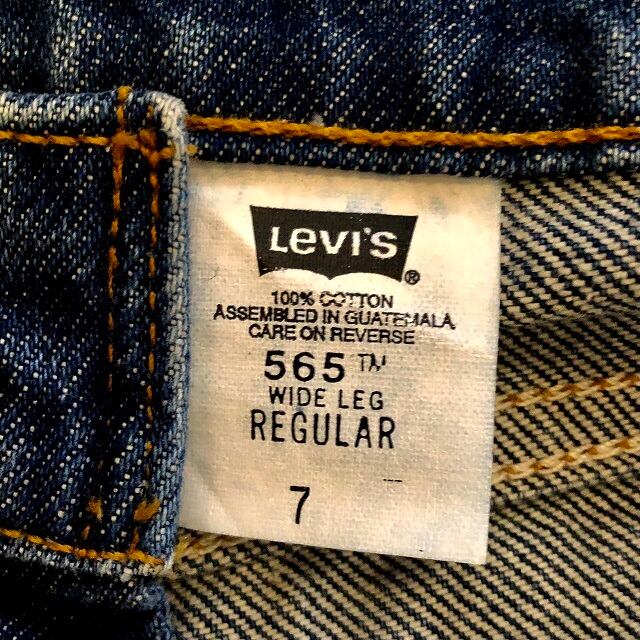 Levi's ®
100% COTTON
ASSEMBLED IN GUATEMALA
CARE ON REVERSE
565 ™
WIDE LEG
REGULAR
7